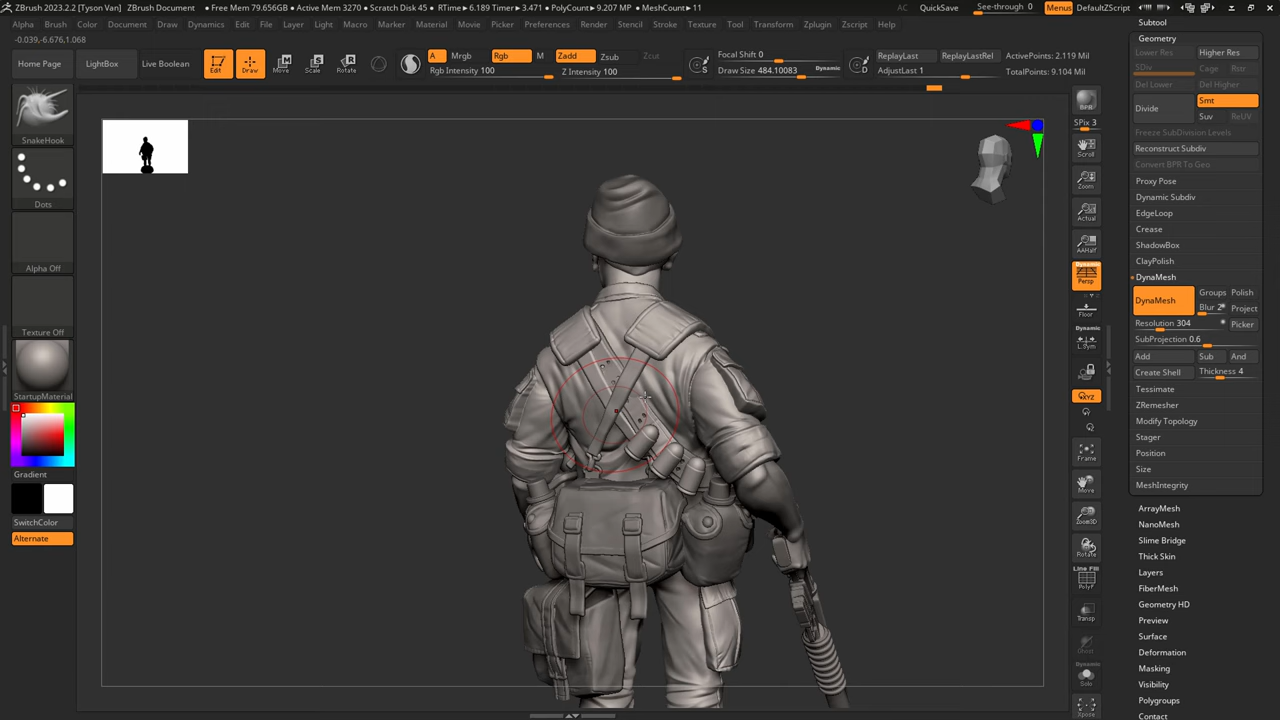 ZBrush 2023.2.2 [Tyson Van] ZBrush Document • Free Mem 79.656GB • Active Mem 3270 • Scratch Disk 45 • RTime ▸ 6.189 Timer ▸ 3.471 • PolyCount ▸ 9.207 MP • MeshCount ▸ 11 AC QuickSave See-through 0 Menus DefaultZScript
Alpha Brush Color Document Draw Dynamics Edit File Layer Light Macro Marker Material Movie Picker Preferences Render Stencil Stroke Texture Tool Transform Zplugin Zscript Help
-0.039,-6.676,1.068
Home Page LightBox Live Boolean
Edit Draw Move Scale Rotate
A Mrgb Rgb M Zadd Zsub Zcut
Rgb Intensity 100 Z Intensity 100
Focal Shift 0
Draw Size 484.10083 Dynamic
S
D
ReplayLast ReplayLastRel ActivePoints: 2.119 Mil
AdjustLast 1 TotalPoints: 9.104 Mil
SnakeHook
Dots
Alpha Off
Texture Off
StartupMaterial
Gradient
SwitchColor
Alternate
BPR
SPix 3
Scroll
Zoom
Actual
AAHalf
Dynamic
Persp
Floor
Dynamic
L.Sym
XYZ
Frame
Move
Zoom3D
Rotate
Line Fill
PolyF
Transp
Dynamic
Solo
Xpose
Subtool
Geometry
Lower Res Higher Res
SDiv Cage Rstr
Del Lower Del Higher
Divide Smt
Suv ReUV
Freeze SubDivision Levels
Reconstruct Subdiv
Convert BPR To Geo
Proxy Pose
Dynamic Subdiv
EdgeLoop
Crease
ShadowBox
ClayPolish
DynaMesh
DynaMesh Groups Polish
Blur 2 Project
Resolution 304 Picker
SubProjection 0.6
Add Sub And
Create Shell Thickness 4
Tessimate
ZRemesher
Modify Topology
Stager
Position
Size
MeshIntegrity
ArrayMesh
NanoMesh
Slime Bridge
Thick Skin
Layers
FiberMesh
Geometry HD
Preview
Surface
Deformation
Masking
Visibility
Polygroups
Contact